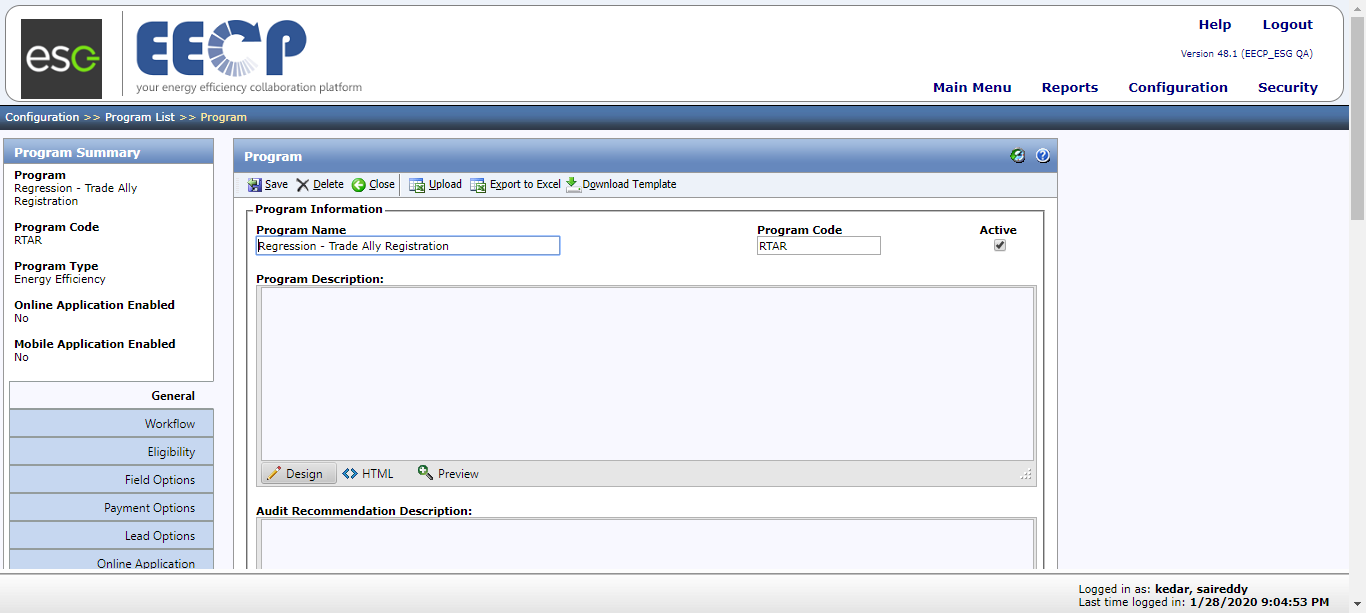 esc
EECP
your energy efficiency collaboration platform
Help Logout
Version 48.1 (EECP_ESG QA)
Main Menu Reports Configuration Security
Configuration >> Program List >> Program
Program Summary
Program
Regression - Trade Ally
Registration
Program Code
RTAR
Program Type
Energy Efficiency
Online Application Enabled
No
Mobile Application Enabled
No
General
Workflow
Eligibility
Field Options
Payment Options
Lead Options
Online Application
Program
Save Delete Close Upload Export to Excel Download Template
Program Information
Program Name Program Code Active
Regression - Trade Ally Registration RTAR
Program Description:
Design HTML Preview
Audit Recommendation Description:
Logged in as: kedar, saireddy
Last time logged in: 1/28/2020 9:04:53 PM